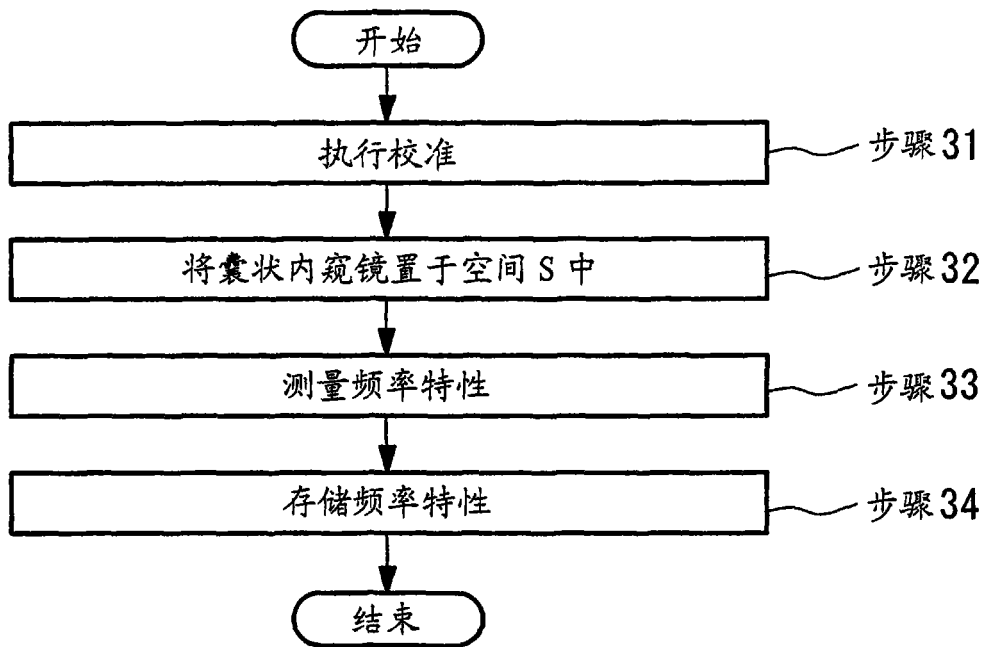 开始
执行校准
步骤31
将囊状内窥镜置于空间 S 中
步骤32
测量频率特性
步骤33
存储频率特性
步骤34
结束